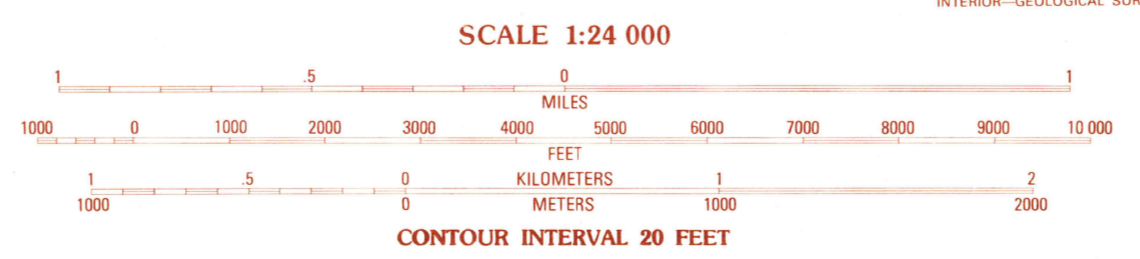 INTERIOR—GEOLOGICAL
SCALE 1:24 000
1 .5 0 1
MILES
1000 0 1000 2000 3000 4000 5000 6000 7000 8000 9000 10 000
FEET
1 .5 0 KILOMETERS 1 2
1000 0 METERS 1000 2000
CONTOUR INTERVAL 20 FEET